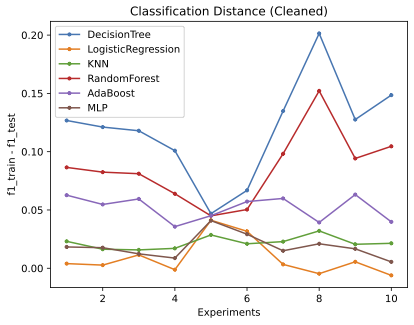 Classification Distance (Cleaned)
DecisionTree
LogisticRegression
KNN
RandomForest
AdaBoost
MLP
f1_train - f1_test
0.20
0.15
0.10
0.05
0.00
2 4 6 8 10
Experiments